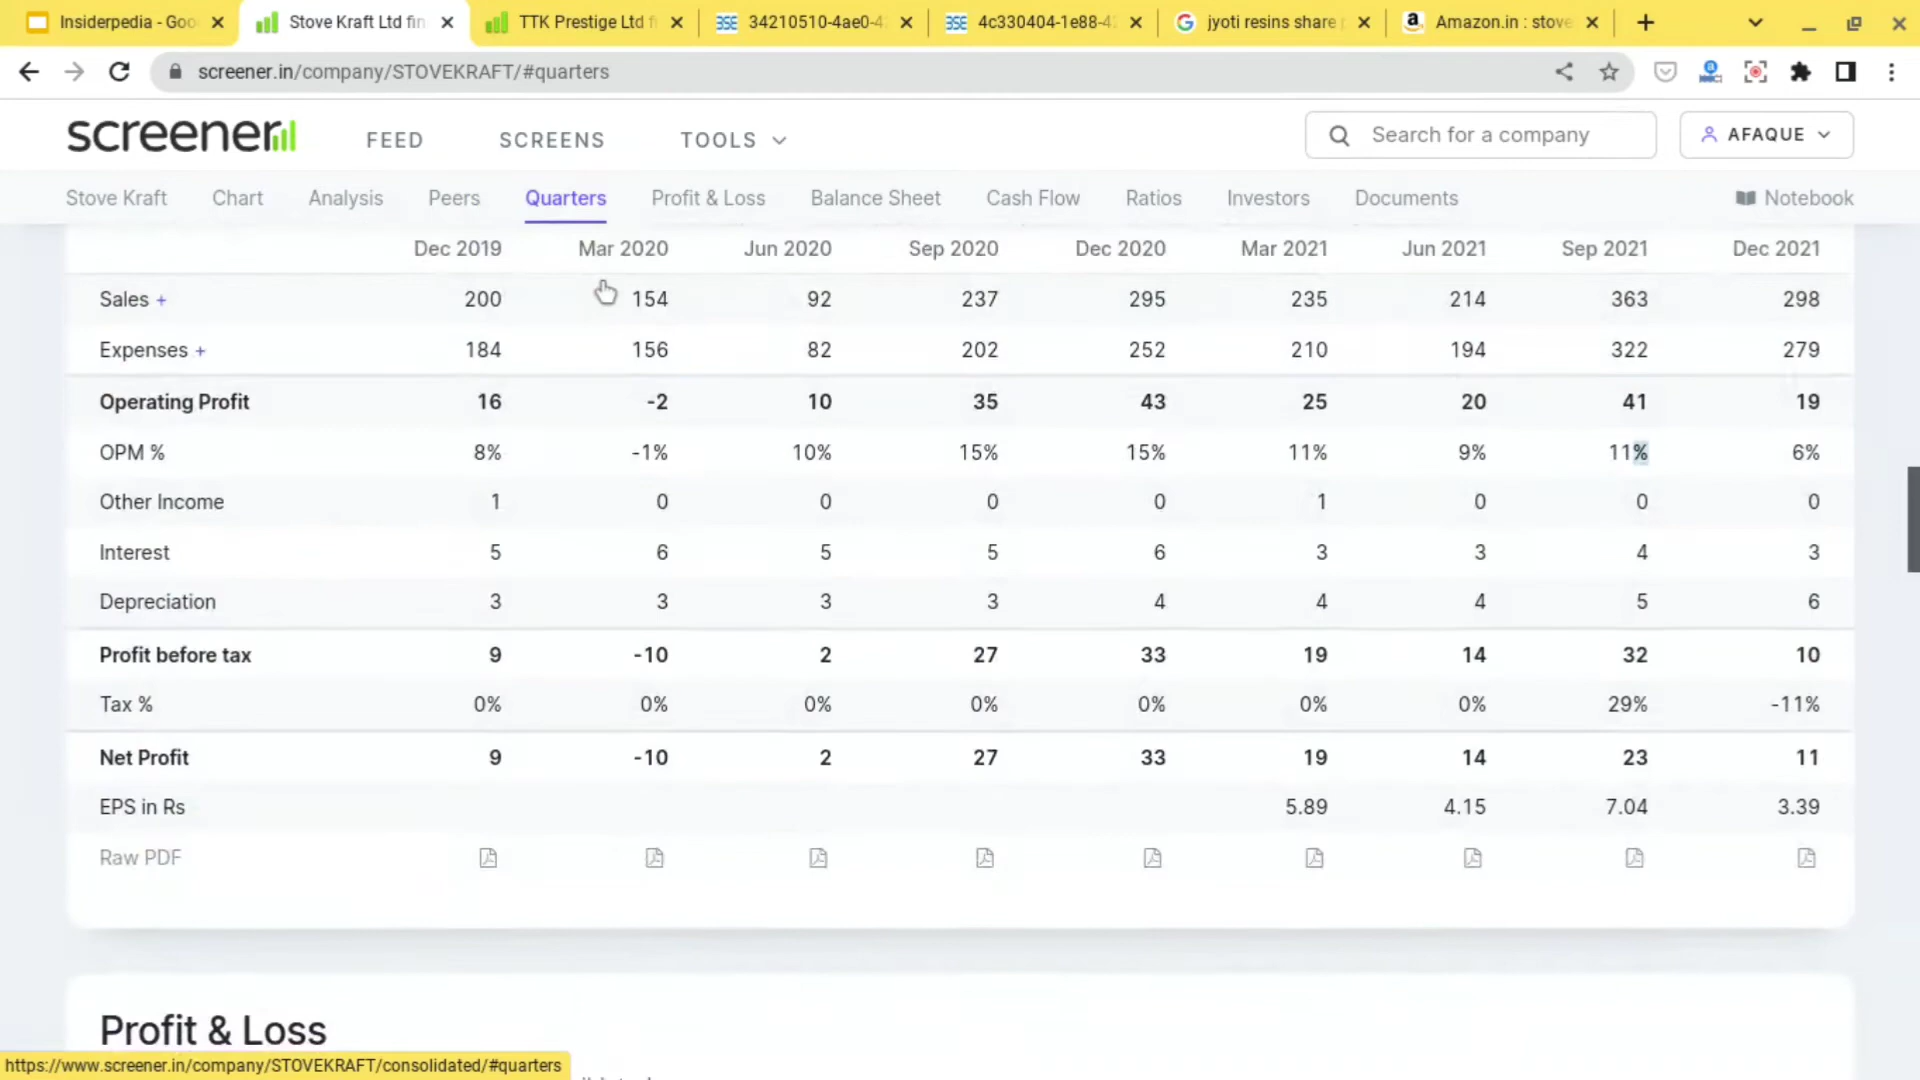 Insiderpedia - Goo
Stove Kraft Ltd fin
TTK Prestige Ltd f
34210510-4ae0-4
4c330404-1e88-4
jyoti resins share
Amazon.in : stove
screener.in/company/STOVEKRAFT/#quarters
screener FEED SCREENS TOOLS Search for a company AFAQUE
Stove Kraft Chart Analysis Peers Quarters Profit & Loss Balance Sheet Cash Flow Ratios Investors Documents Notebook
Dec 2019 Mar 2020 Jun 2020 Sep 2020 Dec 2020 Mar 2021 Jun 2021 Sep 2021 Dec 2021
Sales + 200 154 92 237 295 235 214 363 298
Expenses + 184 156 82 202 252 210 194 322 279
Operating Profit 16 -2 10 35 43 25 20 41 19
OPM % 8% -1% 10% 15% 15% 11% 9% 11% 6%
Other Income 1 0 0 0 0 1 0 0 0
Interest 5 6 5 5 6 3 3 4 3
Depreciation 3 3 3 3 4 4 4 5 6
Profit before tax 9 -10 2 27 33 19 14 32 10
Tax % 0% 0% 0% 0% 0% 0% 0% 29% -11%
Net Profit 9 -10 2 27 33 19 14 23 11
EPS in Rs 5.89 4.15 7.04 3.39
Raw PDF
Profit & Loss
https://www.screener.in/company/STOVEKRAFT/consolidated/#quarters